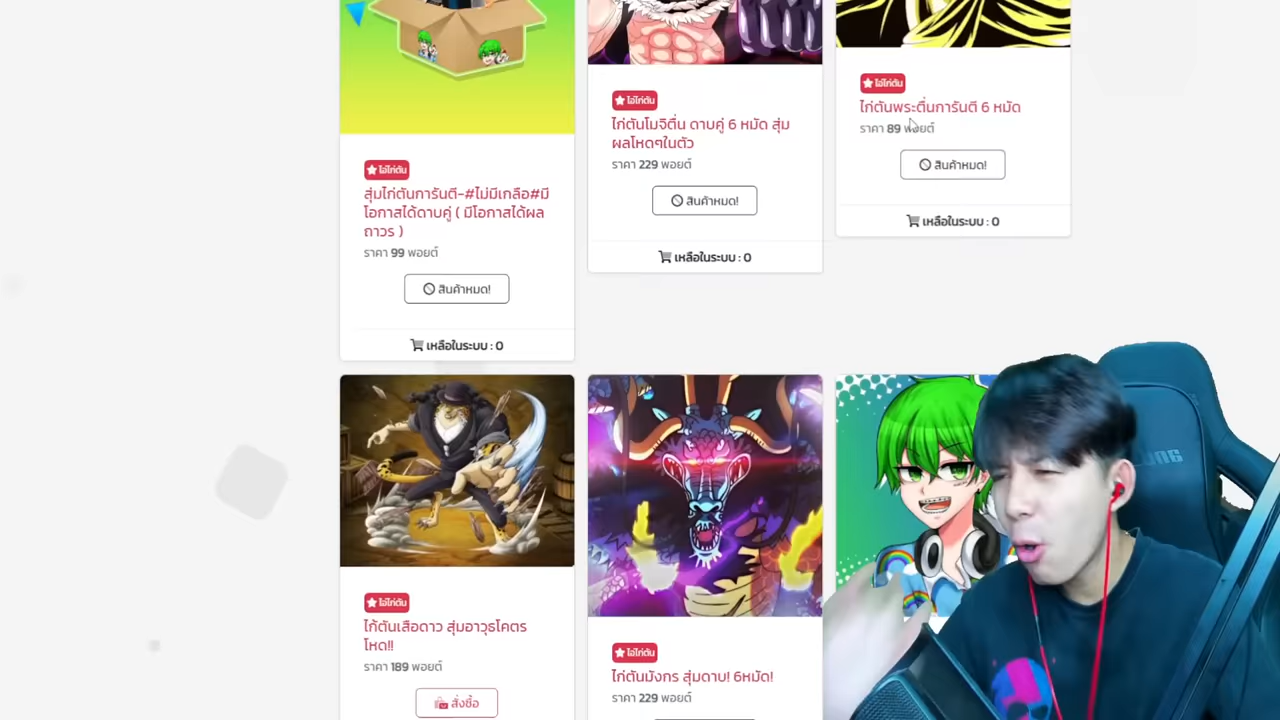 ไอ้ไก่ตัน
สุ่มไก่ตันการันตี-#ไม่มีเกลือ#มี
โอกาสได้ดาบคู่ ( มีโอกาสได้ผล
ถาวร )
ราคา 99 พอยต์
สินค้าหมด!
เหลือในระบบ : 0
ไอ้ไก่ตัน
ไก่ตันโมจิตื่น ดาบคู่ 6 หมัด สุ่ม
ผลโหดๆในตัว
ราคา 229 พอยต์
สินค้าหมด!
เหลือในระบบ : 0
ไอ้ไก่ตัน
ไก่ตันพระตื่นการันตี 6 หมัด
ราคา 89 พอยต์
สินค้าหมด!
เหลือในระบบ : 0
ไอ้ไก่ตัน
ไก้ตันเสือดาว สุ่มอาวุธโคตร
โหด!!
ราคา 189 พอยต์
สั่งซื้อ
ไอ้ไก่ตัน
ไก่ตันมังกร สุ่มดาบ! 6หมัด!
ราคา 229 พอยต์